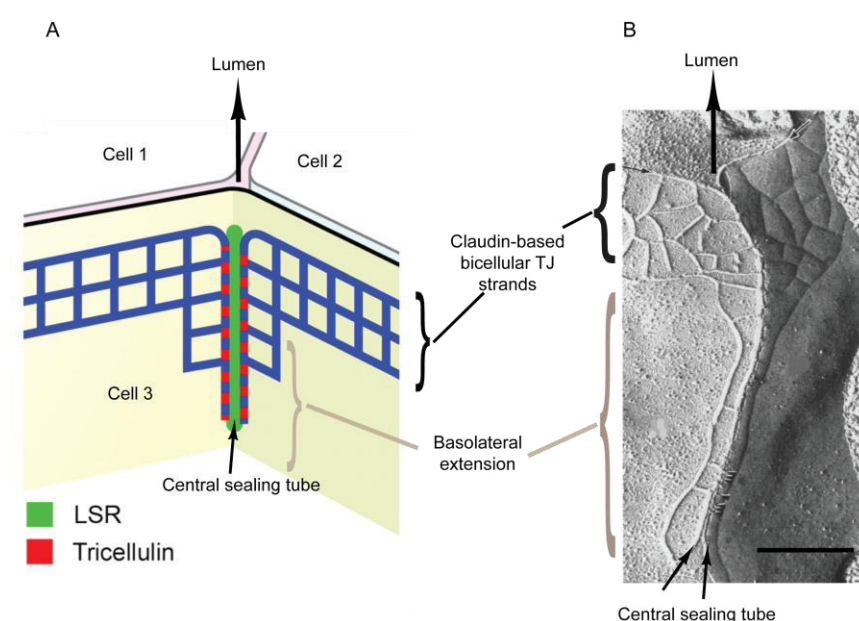 A
B
Lumen
Lumen
Cell 1
Cell 2
Claudin-based
bicellular TJ
strands
Cell 3
Basolateral
extension
Central sealing tube
LSR
Tricellulin
Central sealing tube